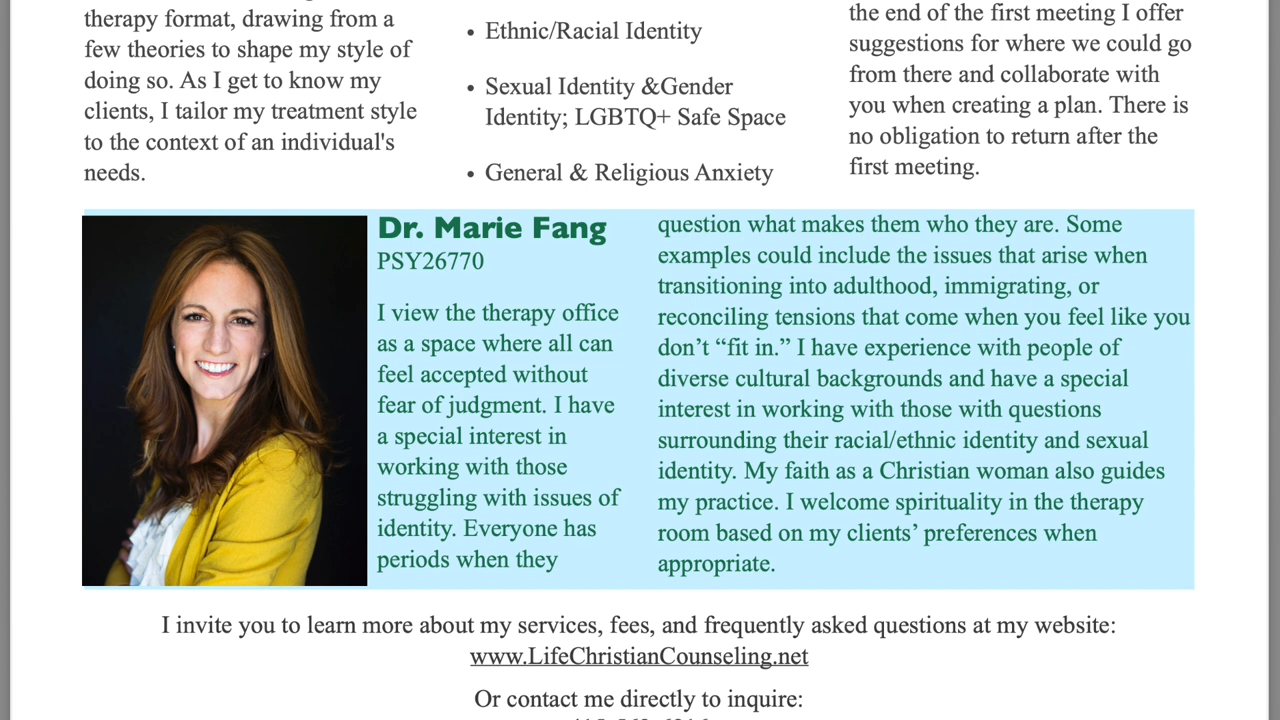 therapy format, drawing from a
few theories to shape my style of
doing so. As I get to know my
clients, I tailor my treatment style
to the context of an individual's
needs.
• Ethnic/Racial Identity
• Sexual Identity &Gender
Identity; LGBTQ+ Safe Space
• General & Religious Anxiety
the end of the first meeting I offer
suggestions for where we could go
from there and collaborate with
you when creating a plan. There is
no obligation to return after the
first meeting.
Dr. Marie Fang
PSY26770
I view the therapy office
as a space where all can
feel accepted without
fear of judgment. I have
a special interest in
working with those
struggling with issues of
identity. Everyone has
periods when they
question what makes them who they are. Some
examples could include the issues that arise when
transitioning into adulthood, immigrating, or
reconciling tensions that come when you feel like you
don’t “fit in.” I have experience with people of
diverse cultural backgrounds and have a special
interest in working with those with questions
surrounding their racial/ethnic identity and sexual
identity. My faith as a Christian woman also guides
my practice. I welcome spirituality in the therapy
room based on my clients’ preferences when
appropriate.
I invite you to learn more about my services, fees, and frequently asked questions at my website:
www.LifeChristianCounseling.net
Or contact me directly to inquire: